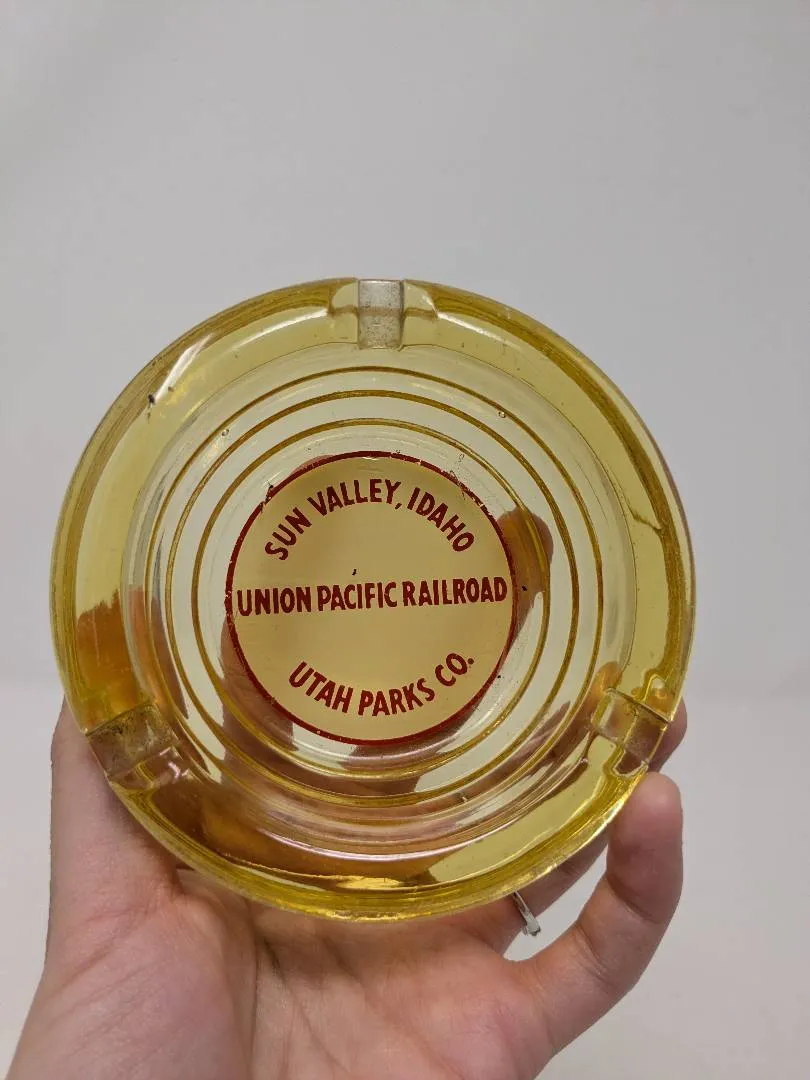 SUN VALLEY, IDAHO
UNION PACIFIC RAILROAD
UTAH PARKS CO.